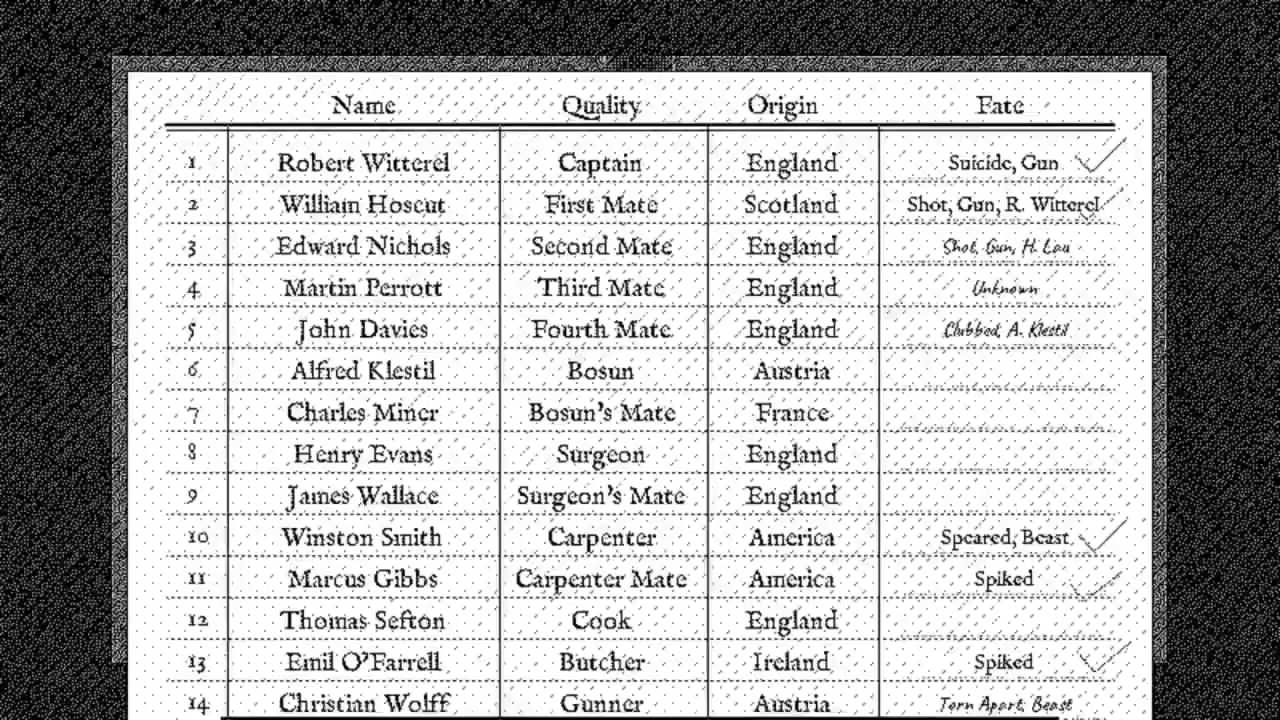 Name Quality Origin Fate
1 Robert Witterel Captain England Suicide, Gun
2 William Hoscut First Mate Scotland Shot, Gun, R. Witterel
3 Edward Nichols Second Mate England Shot, Gun, H. Lau
4 Martin Perrott Third Mate England Unknown
5 John Davies Fourth Mate England Clubbed, A. Klestil
6 Alfred Klestil Bosun Austria
7 Charles Miner Bosun's Mate France
8 Henry Evans Surgeon England
9 James Wallace Surgeon's Mate England
10 Winston Smith Carpenter America Speared, Beast
11 Marcus Gibbs Carpenter Mate America Spiked
12 Thomas Sefton Cook England
13 Emil O'Farrell Butcher Ireland Spiked
14 Christian Wolff Gunner Austria Torn Apart, Beast